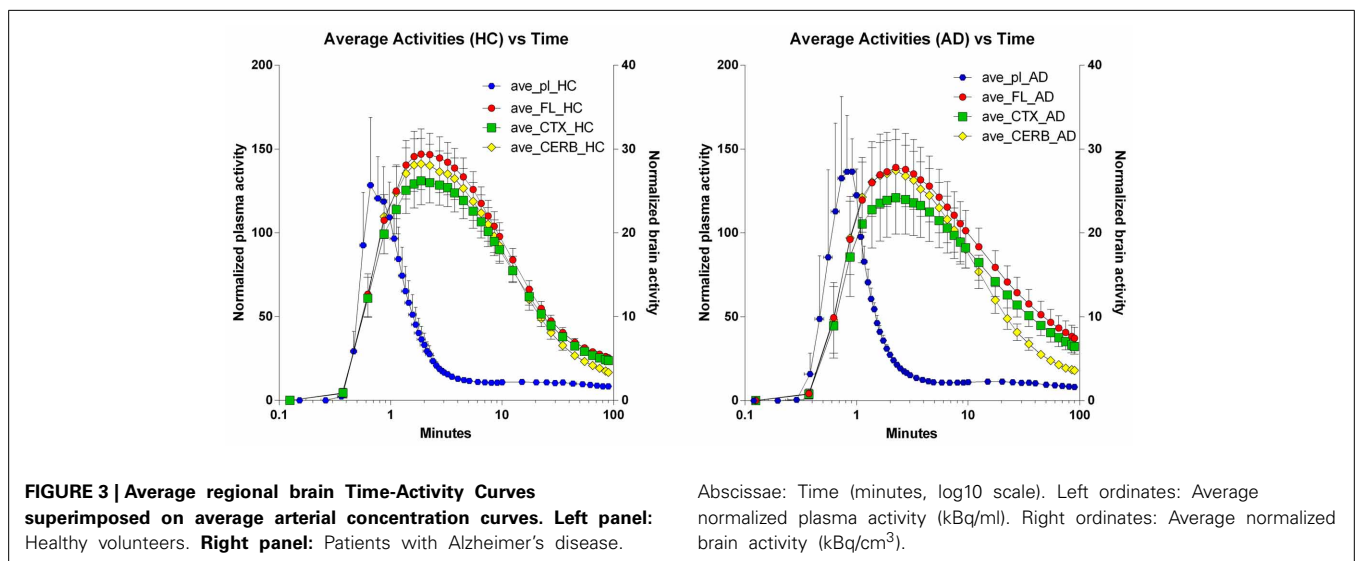 Average Activities (HC) vs Time
200
150
100
50
0
Normalized plasma activity
40
30
20
10
0
Normalized brain activity
0.1
1
10
100
Minutes
ave_pl_HC
ave_FL_HC
ave_CTX_HC
ave_CERB_HC
Average Activities (AD) vs Time
200
150
100
50
0
Normalized plasma activity
40
30
20
10
0
Normalized brain activity
0.1
1
10
100
Minutes
ave_pl_AD
ave_FL_AD
ave_CTX_AD
ave_CERB_AD
FIGURE 3 | Average regional brain Time-Activity Curves
superimposed on average arterial concentration curves. Left panel:
Healthy volunteers. Right panel: Patients with Alzheimer's disease.
Abscissae: Time (minutes, log10 scale). Left ordinates: Average
normalized plasma activity (kBq/ml). Right ordinates: Average normalized
brain activity (kBq/cm³).